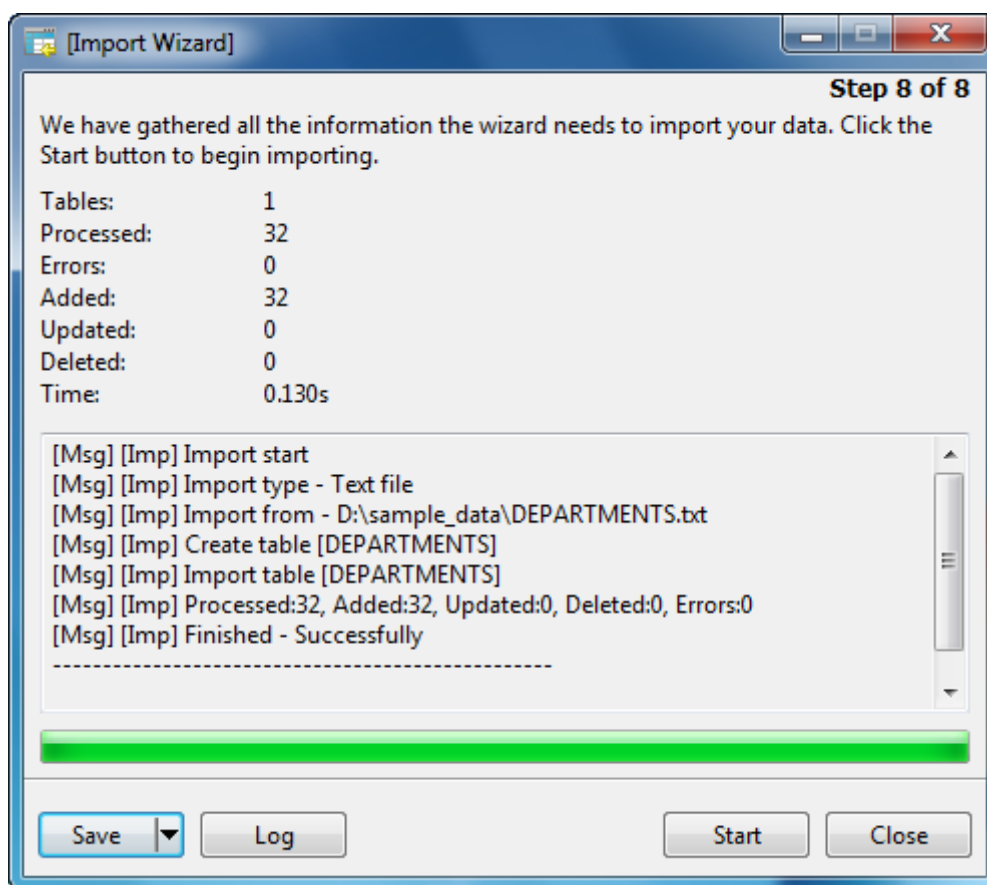 [Import Wizard]
Step 8 of 8
We have gathered all the information the wizard needs to import your data. Click the
Start button to begin importing.
Tables: 1
Processed: 32
Errors: 0
Added: 32
Updated: 0
Deleted: 0
Time: 0.130s
[Msg] [Imp] Import start
[Msg] [Imp] Import type - Text file
[Msg] [Imp] Import from - D:\sample_data\DEPARTMENTS.txt
[Msg] [Imp] Create table [DEPARTMENTS]
[Msg] [Imp] Import table [DEPARTMENTS]
[Msg] [Imp] Processed:32, Added:32, Updated:0, Deleted:0, Errors:0
[Msg] [Imp] Finished - Successfully
--------------------------------------------------
Save Log Start Close